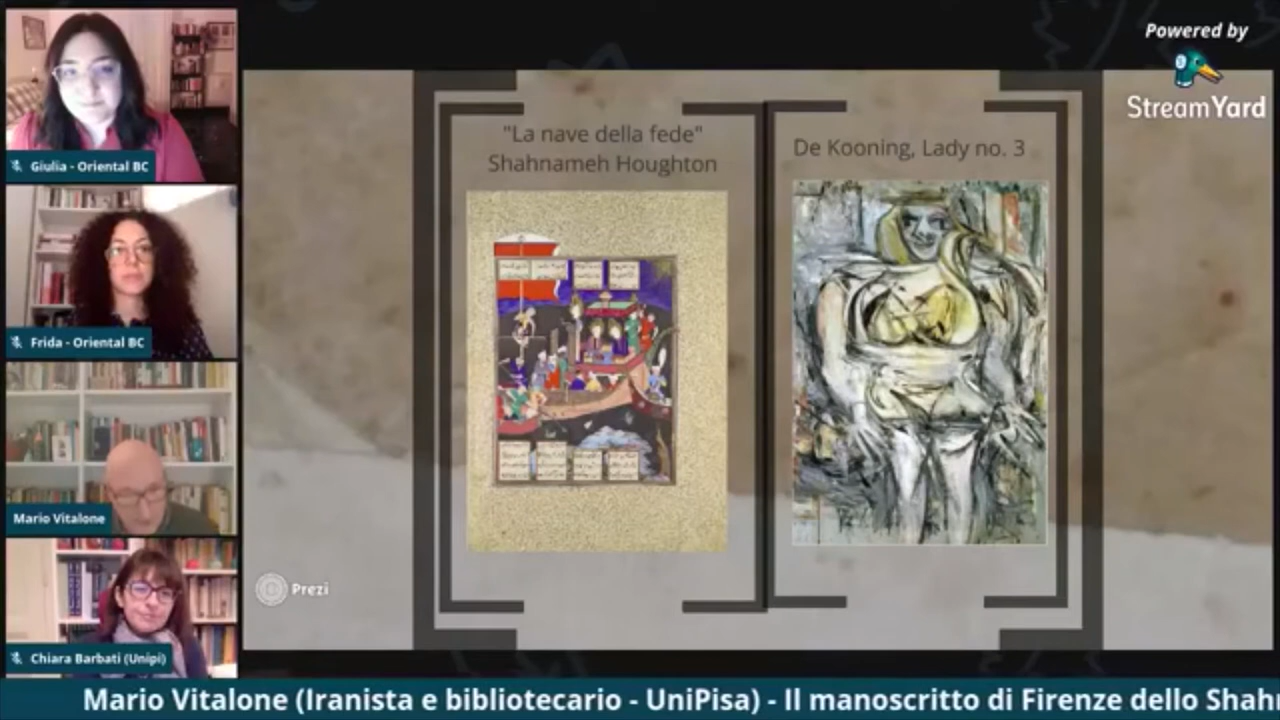 Powered by
StreamYard
Giulia - Oriental BC
Frida - Oriental BC
Mario Vitalone
Chiara Barbati (Unipi)
"La nave della fede"
Shahnameh Houghton
De Kooning, Lady no. 3
Prezi
Mario Vitalone (Iranista e bibliotecario - UniPisa) - Il manoscritto di Firenze dello Shah